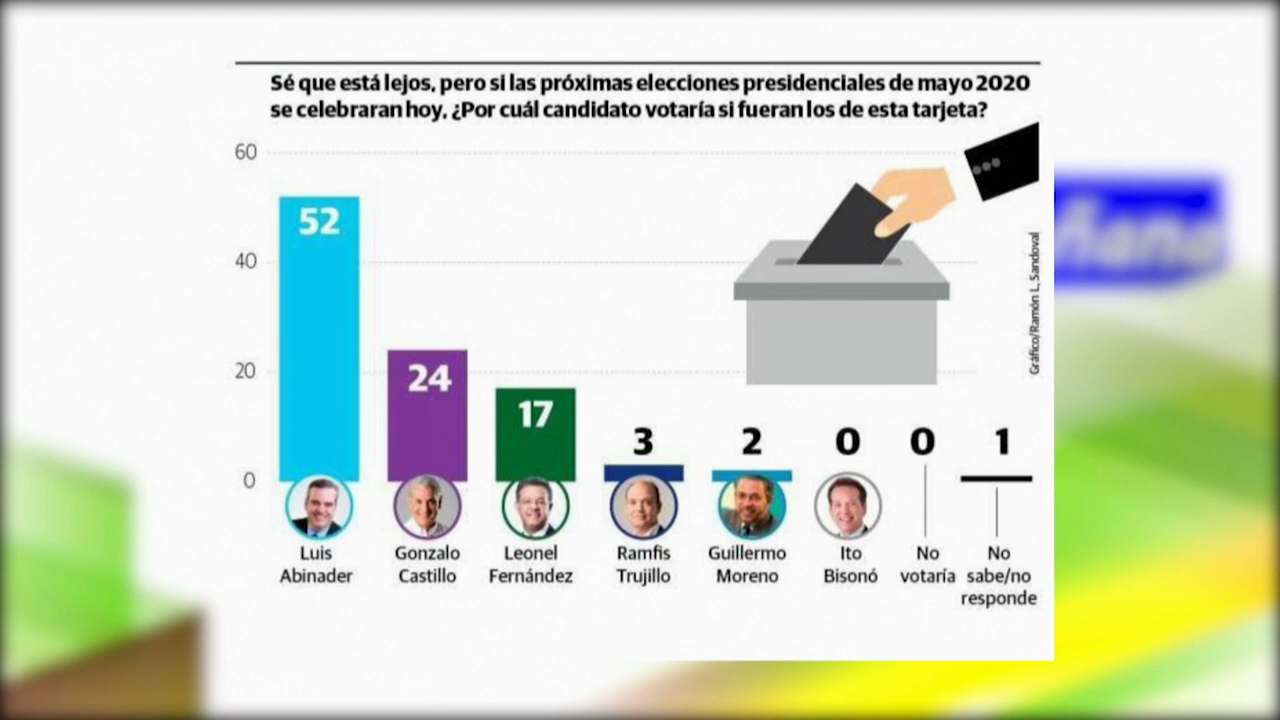 Sé que está lejos, pero si las próximas elecciones presidenciales de mayo 2020
se celebraran hoy, ¿Por cuál candidato votaría si fueran los de esta tarjeta?
60
40
20
0
52
24
17
3
2
0
0
1
Luis
Abinader
Gonzalo
Castillo
Leonel
Fernández
Ramfis
Trujillo
Guillermo
Moreno
Ito
Bisonó
No
votaría
No
sabe/no
responde
Gráfico/Ramón L. Sandoval